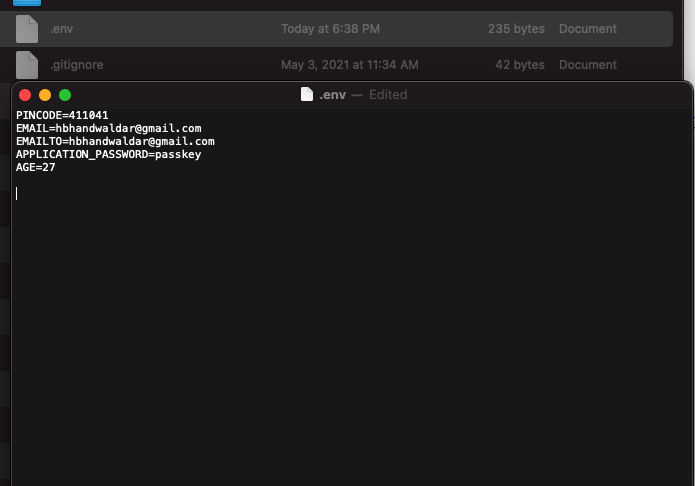 .env Today at 6:38 PM 235 bytes Document
.gitignore May 3, 2021 at 11:34 AM 42 bytes Document
.env — Edited
PINCODE=411041
EMAIL=hbhandwaldar@gmail.com
EMAILTO=hbhandwaldar@gmail.com
APPLICATION_PASSWORD=passkey
AGE=27